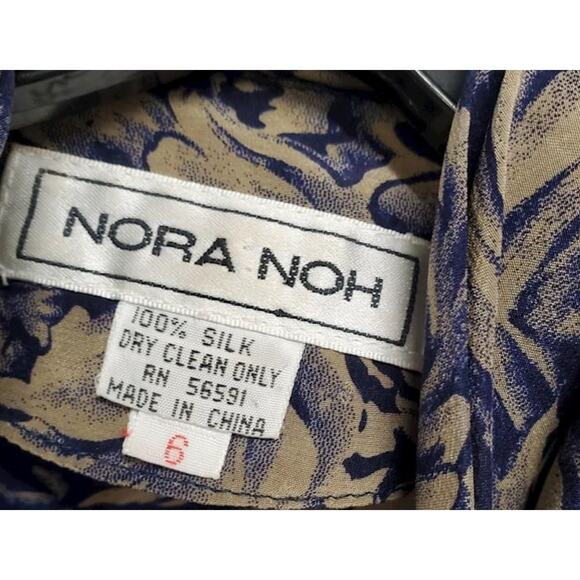 NORA NOH
100% SILK
DRY CLEAN ONLY
RN 56591
MADE IN CHINA
6